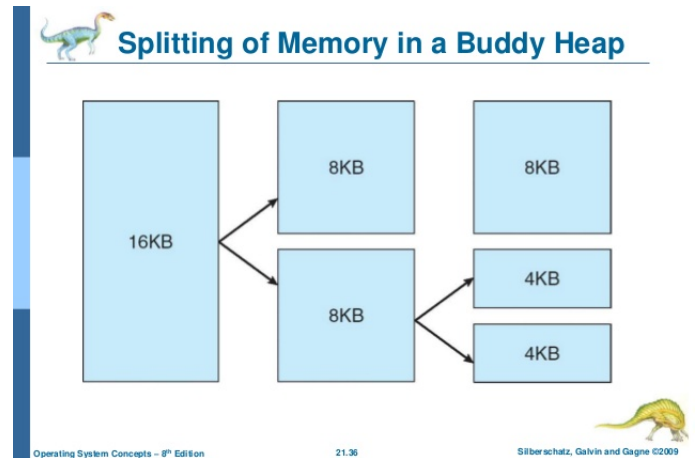 Splitting of Memory in a Buddy Heap
16KB
8KB
8KB
8KB
4KB
4KB
Operating System Concepts – 8th Edition
21.36
Silberschatz, Galvin and Gagne ©2009